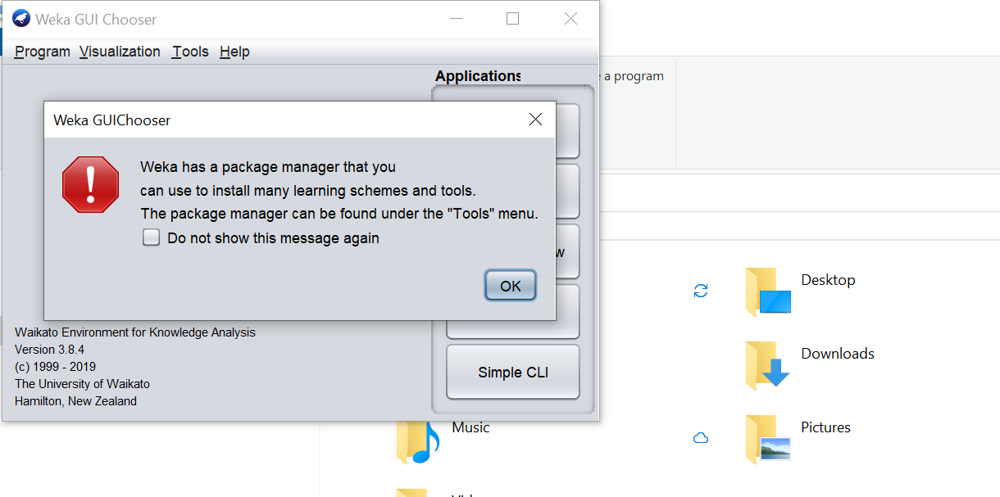 Weka GUI Chooser
Program Visualization Tools Help
Applications
a program
Weka GUIChooser
Weka has a package manager that you
can use to install many learning schemes and tools.
The package manager can be found under the "Tools" menu.
Do not show this message again
OK
w
Simple CLI
Waikato Environment for Knowledge Analysis
Version 3.8.4
(c) 1999 - 2019
The University of Waikato
Hamilton, New Zealand
Desktop
Downloads
Music
Pictures